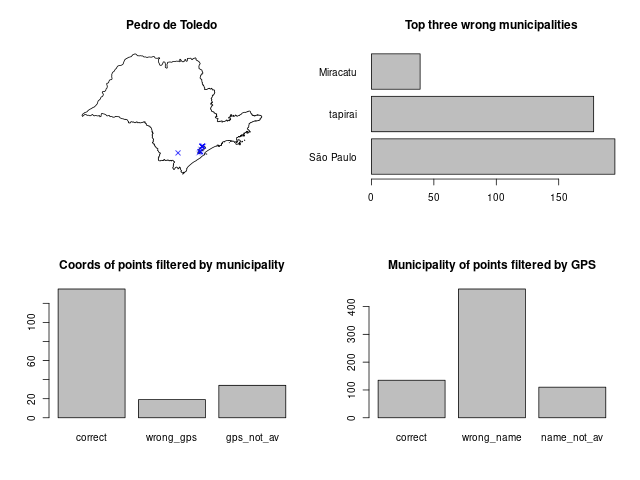 Pedro de Toledo
Top three wrong municipalities
Miracatu
tapirai
São Paulo
0 50 100 150
Coords of points filtered by municipality
100
60
20
0
correct wrong_gps gps_not_av
Municipality of points filtered by GPS
400
300
200
100
0
correct wrong_name name_not_av